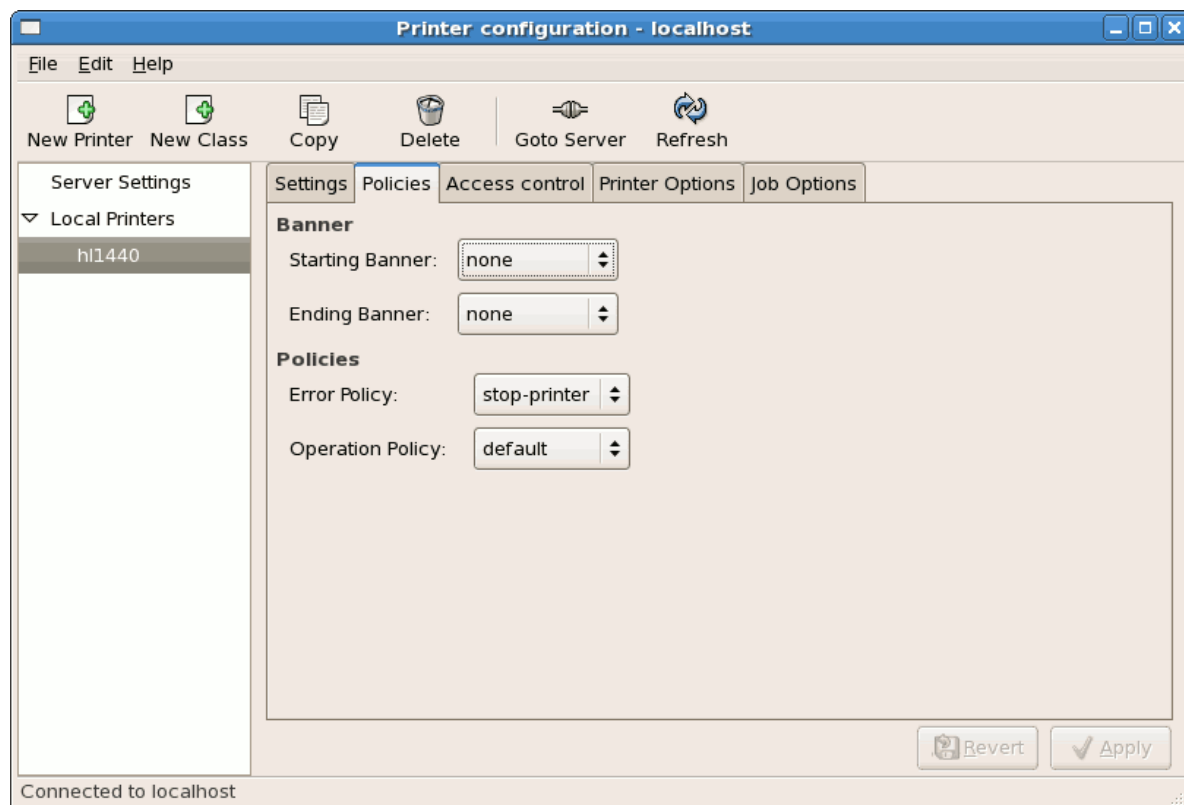 Printer configuration - localhost
File Edit Help
New Printer New Class Copy Delete Goto Server Refresh
Server Settings
Local Printers
hl1440
Settings Policies Access control Printer Options Job Options
Banner
Starting Banner: none
Ending Banner: none
Policies
Error Policy: stop-printer
Operation Policy: default
Revert Apply
Connected to localhost